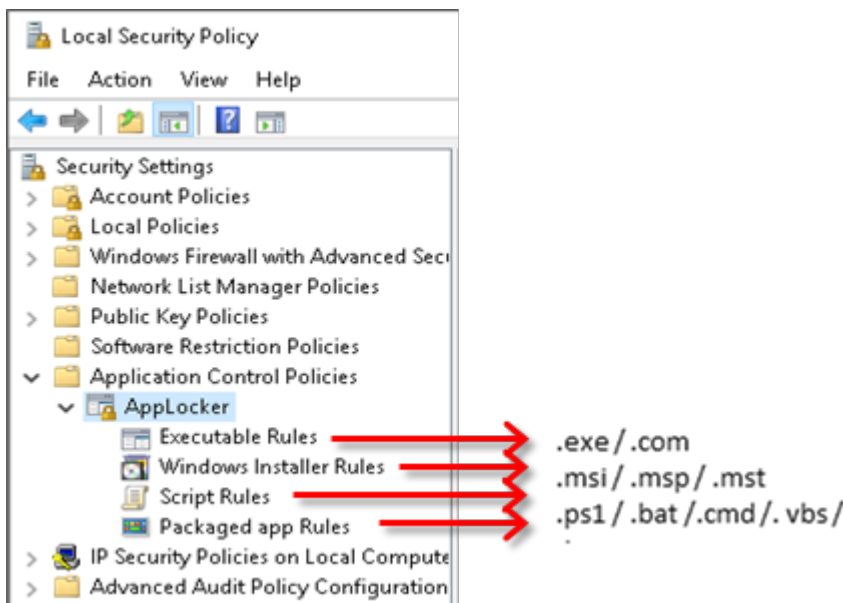 Local Security Policy
File Action View Help
Security Settings
Account Policies
Local Policies
Windows Firewall with Advanced Secu
Network List Manager Policies
Public Key Policies
Software Restriction Policies
Application Control Policies
AppLocker
Executable Rules
.exe / .com
Windows Installer Rules
.msi / .msp / .mst
Script Rules
.ps1 / .bat /.cmd /. vbs /
Packaged app Rules
IP Security Policies on Local Compute
Advanced Audit Policy Configuration